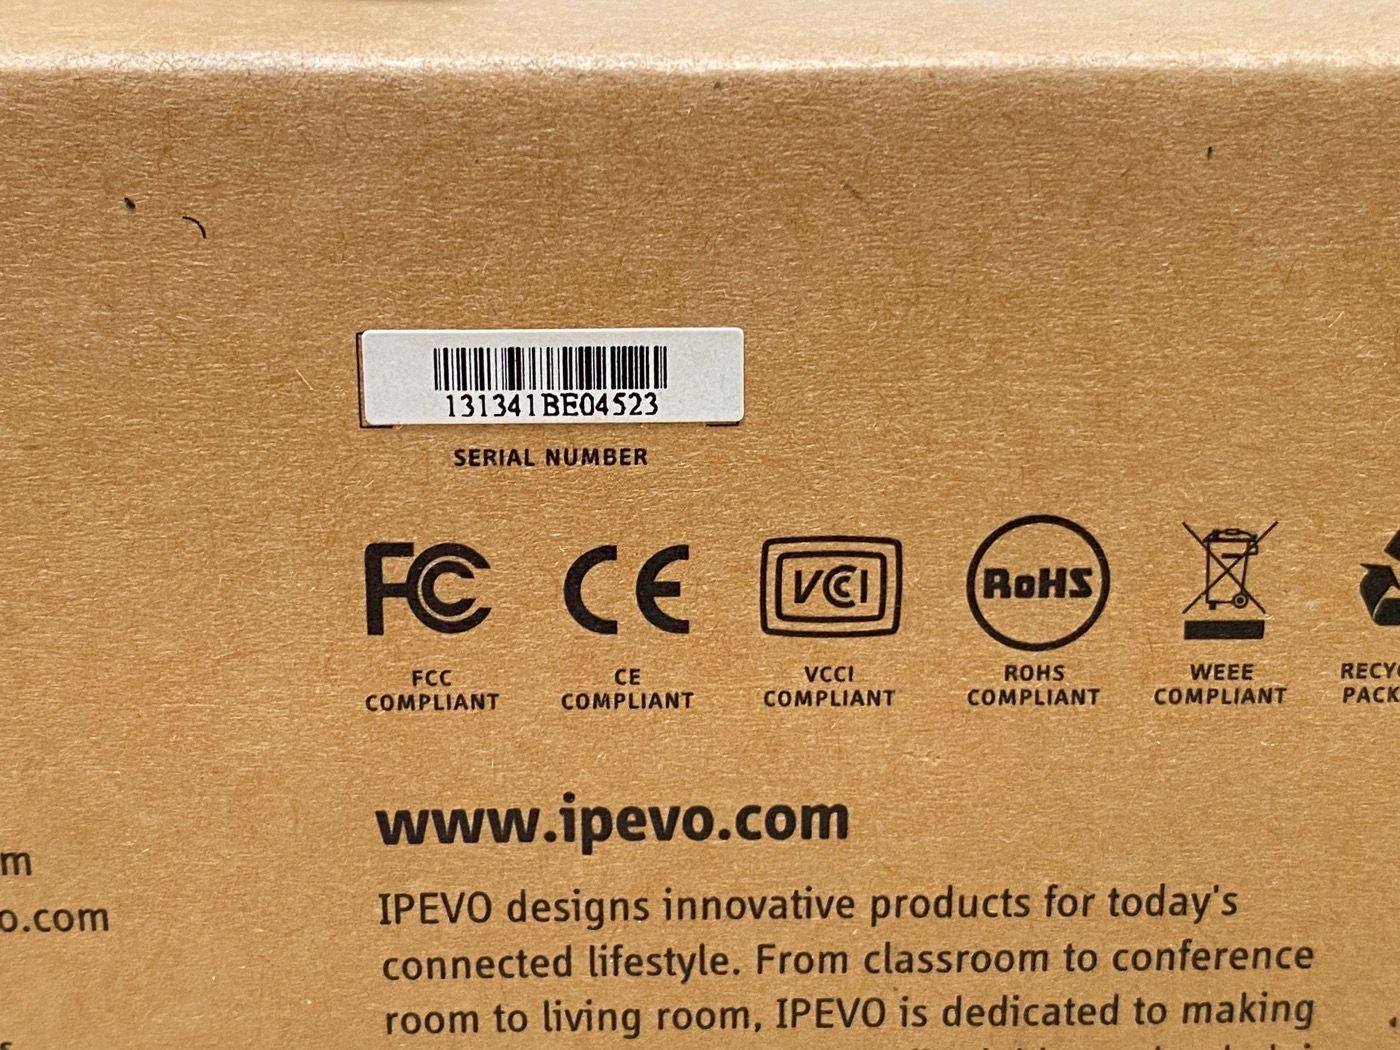 131341BE04523
SERIAL NUMBER
FC CE VCCI RoHS
FCC COMPLIANT
CE COMPLIANT
VCCI COMPLIANT
ROHS COMPLIANT
WEEE COMPLIANT
www.ipevo.com
IPEVO designs innovative products for today's
connected lifestyle. From classroom to conference
room to living room, IPEVO is dedicated to making